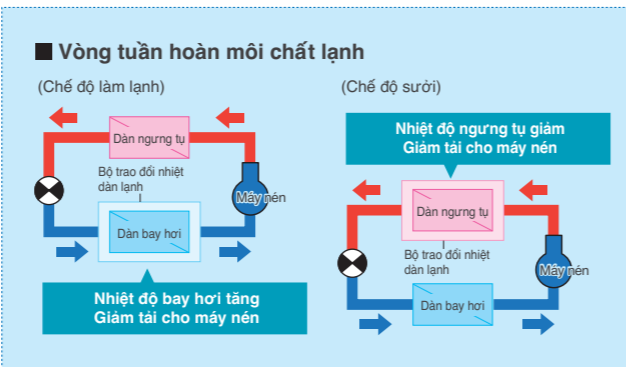 Vòng tuần hoàn môi chất lạnh
(Chế độ làm lạnh)
Dàn ngưng tụ
Bộ trao đổi nhiệt
dàn lạnh
Máy nén
Dàn bay hơi
Nhiệt độ bay hơi tăng
Giảm tải cho máy nén
(Chế độ sưởi)
Nhiệt độ ngưng tụ giảm
Giảm tải cho máy nén
Dàn ngưng tụ
Bộ trao đổi nhiệt
dàn lạnh
Máy nén
Dàn bay hơi